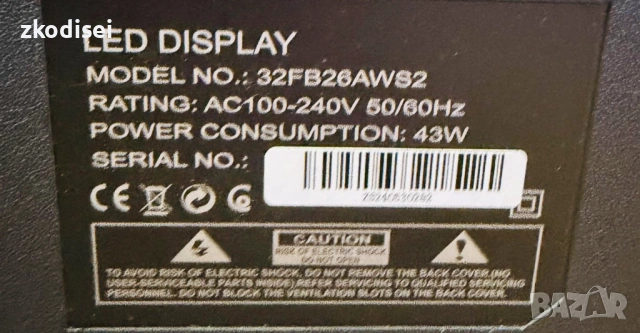 zkodisei
LED DISPLAY
MODEL NO.: 32FB26AWS2
RATING: AC100-240V 50/60Hz
POWER CONSUMPTION: 43W
SERIAL NO.:
CE
CAUTION
RISK OF ELECTRIC SHOCK
DO NOT OPEN
TO AVOID RISK OF ELECTRIC SHOCK, DO NOT REMOVE THE BACK COVER.(NO
USER-SERVICEABLE PARTS INSIDE),REFER SERVICING TO QUALIFIED SERVICING
PERSONNEL. DO NOT BLOCK THE VENTILATION SLOTS ON THE BACK COVER.
zkodisei
bazar